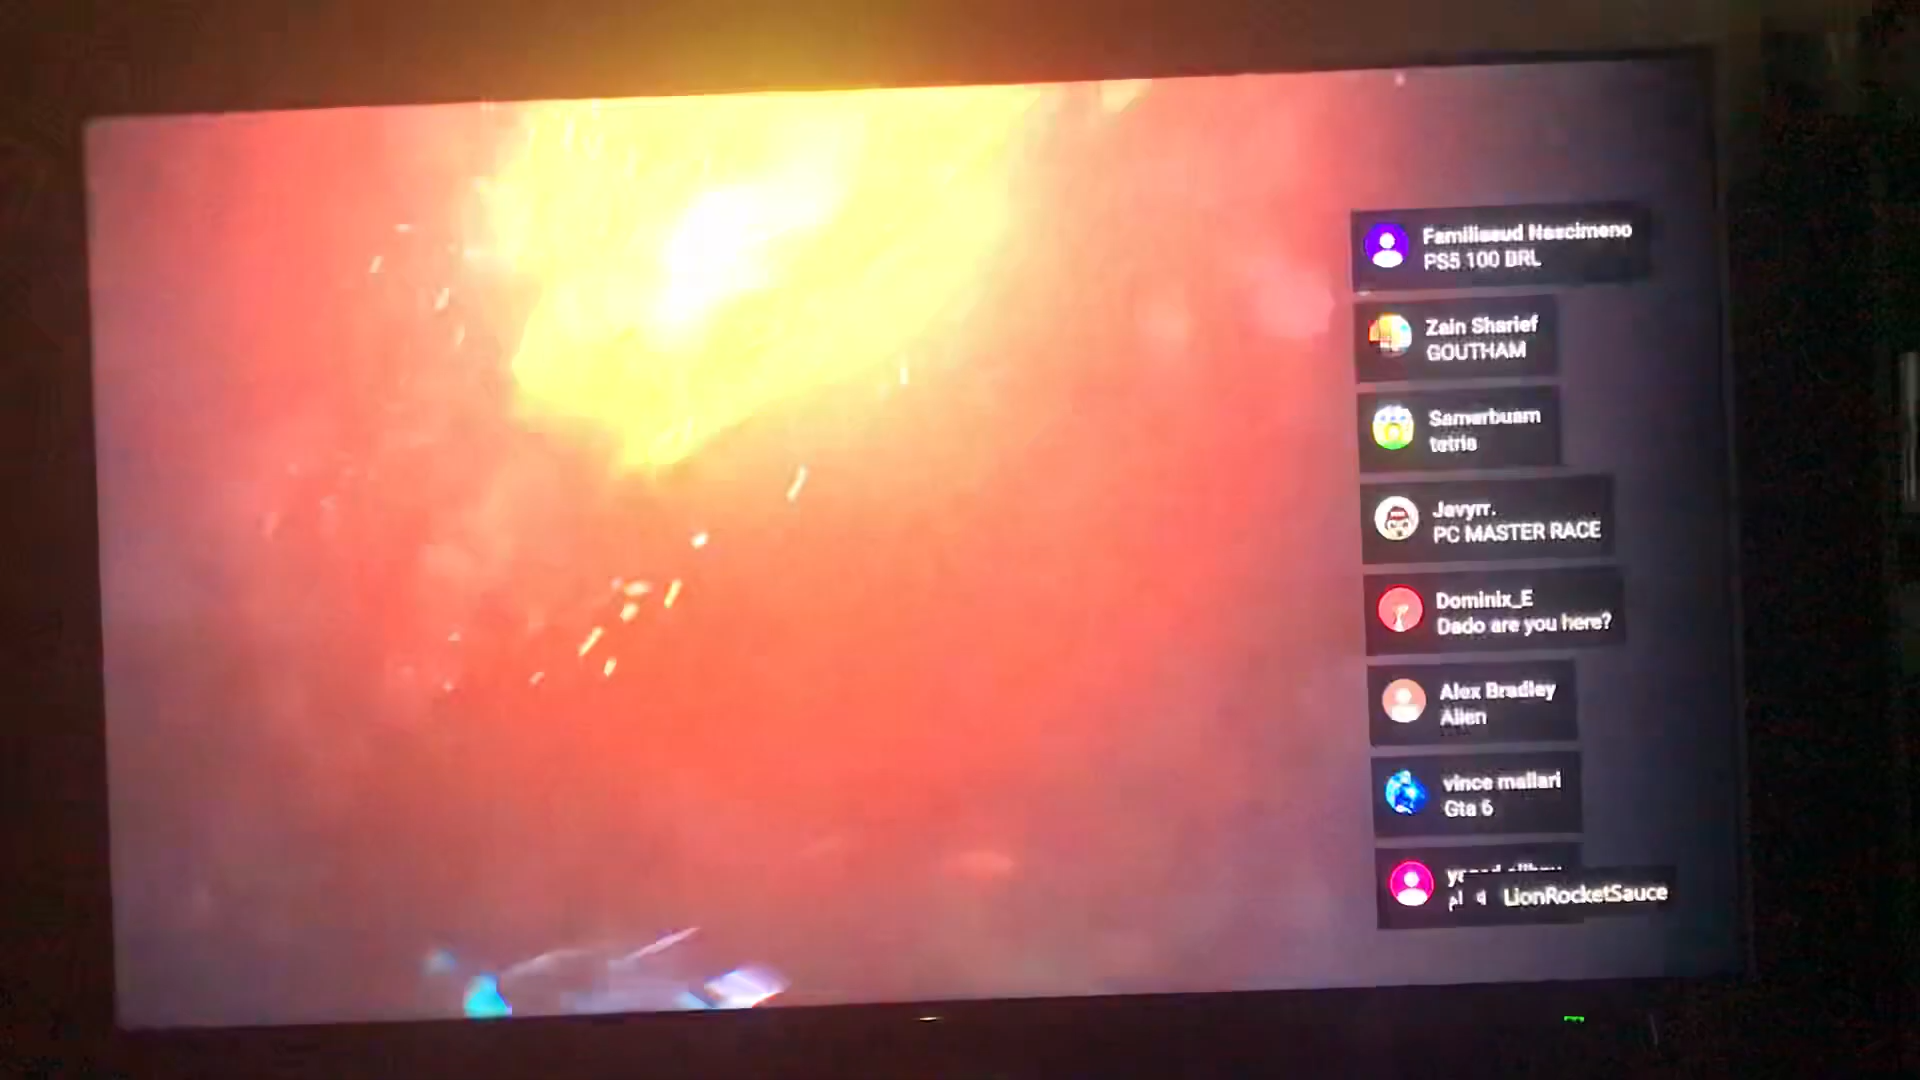 Nascimeno
PS5 100 BRL
Zain Sharief
GOUTHAM
Samarbuam
tetris
Javyrr.
PC MASTER RACE
Dominix_E
Dado are you here?
Alex Bradley
Alien
vince mallari
Gta 6
LionRocketSauce